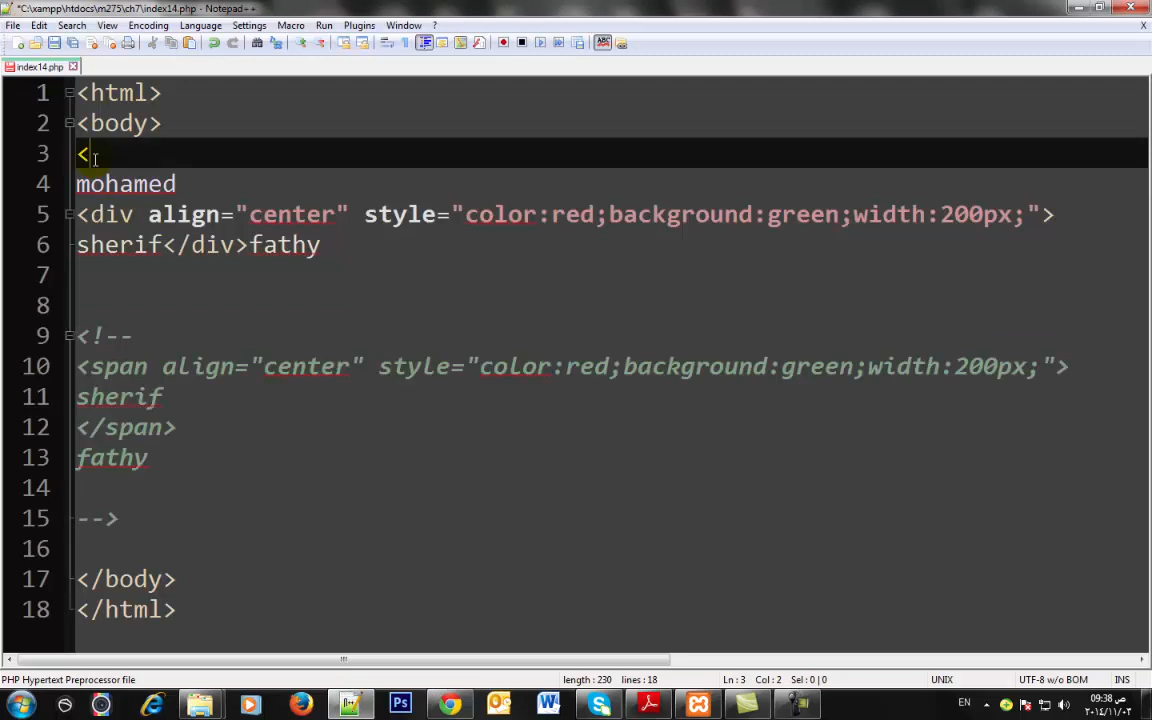 *C:\xampp\htdocs\m275\ch7\index14.php - Notepad++
File Edit Search View Encoding Language Settings Macro Run Plugins Window ? X
index14.php
1 <html>
2 <body>
3 <
4 mohamed
5 <div align="center" style="color:red;background:green;width:200px;">
6 sherif</div>fathy
7
8
9 <!--
10 <span align="center" style="color:red;background:green;width:200px;">
11 sherif
12 </span>
13 fathy
14
15 -->
16
17 </body>
18 </html>
PHP Hypertext Preprocessor file length : 230 lines : 18 Ln : 3 Col : 2 Sel : 0 | 0 UNIX UTF-8 w/o BOM INS
EN 09:38 ص
٢٠١٤/١١/٠٣